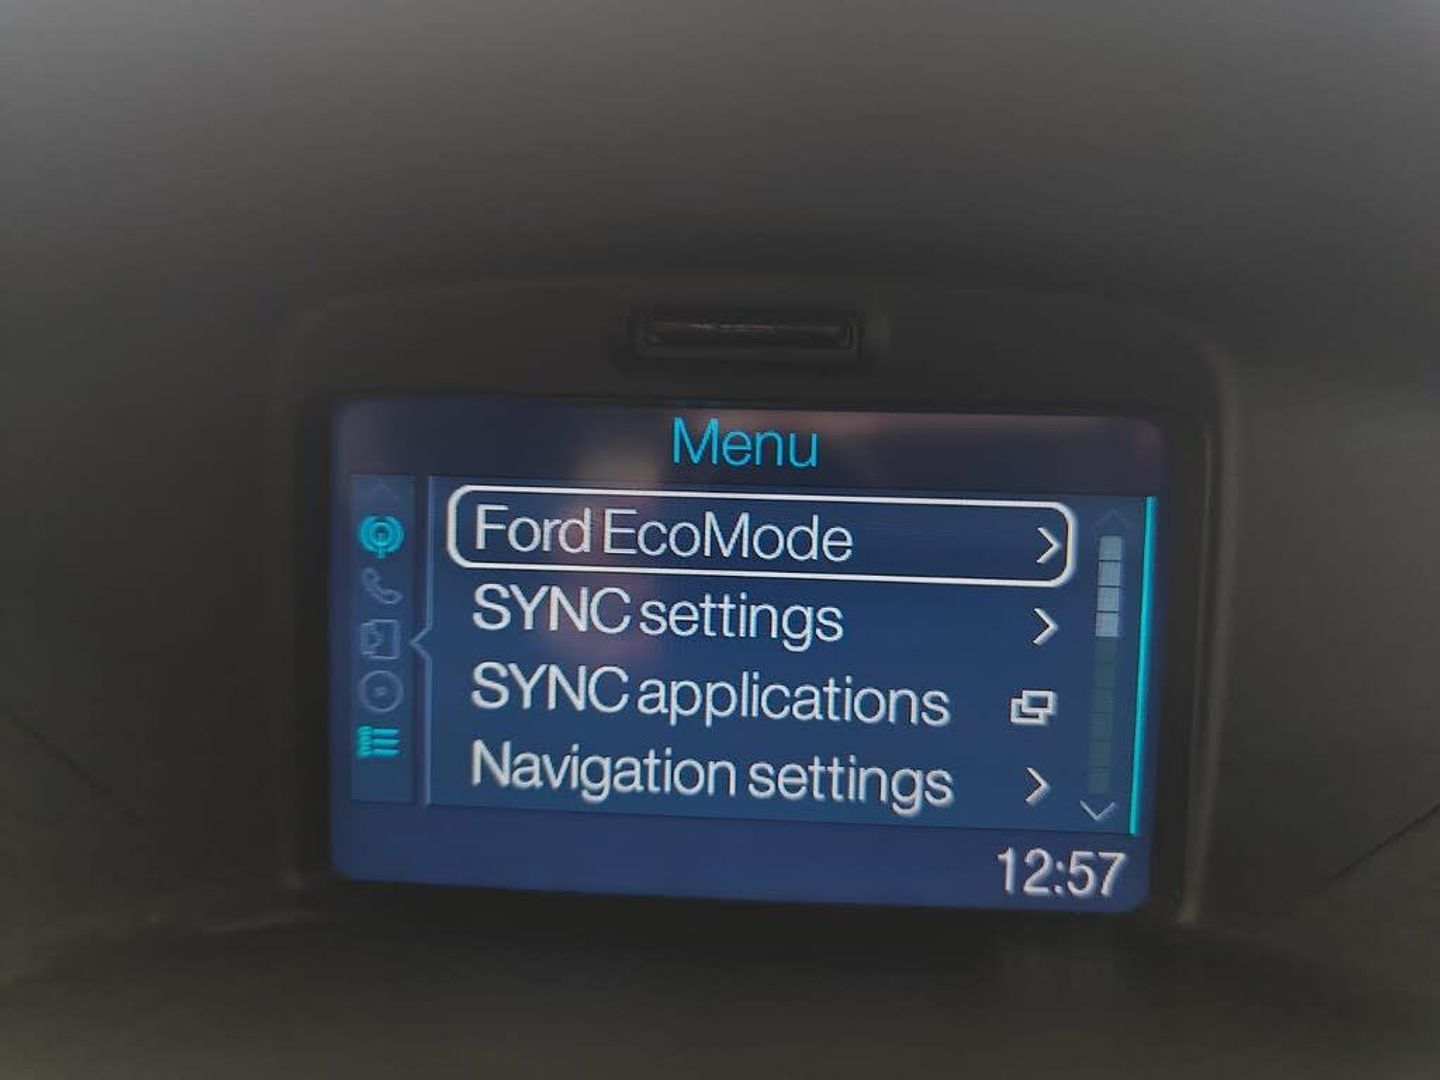 Menu
Ford EcoMode
SYNC settings
SYNC applications
Navigation settings
12:57